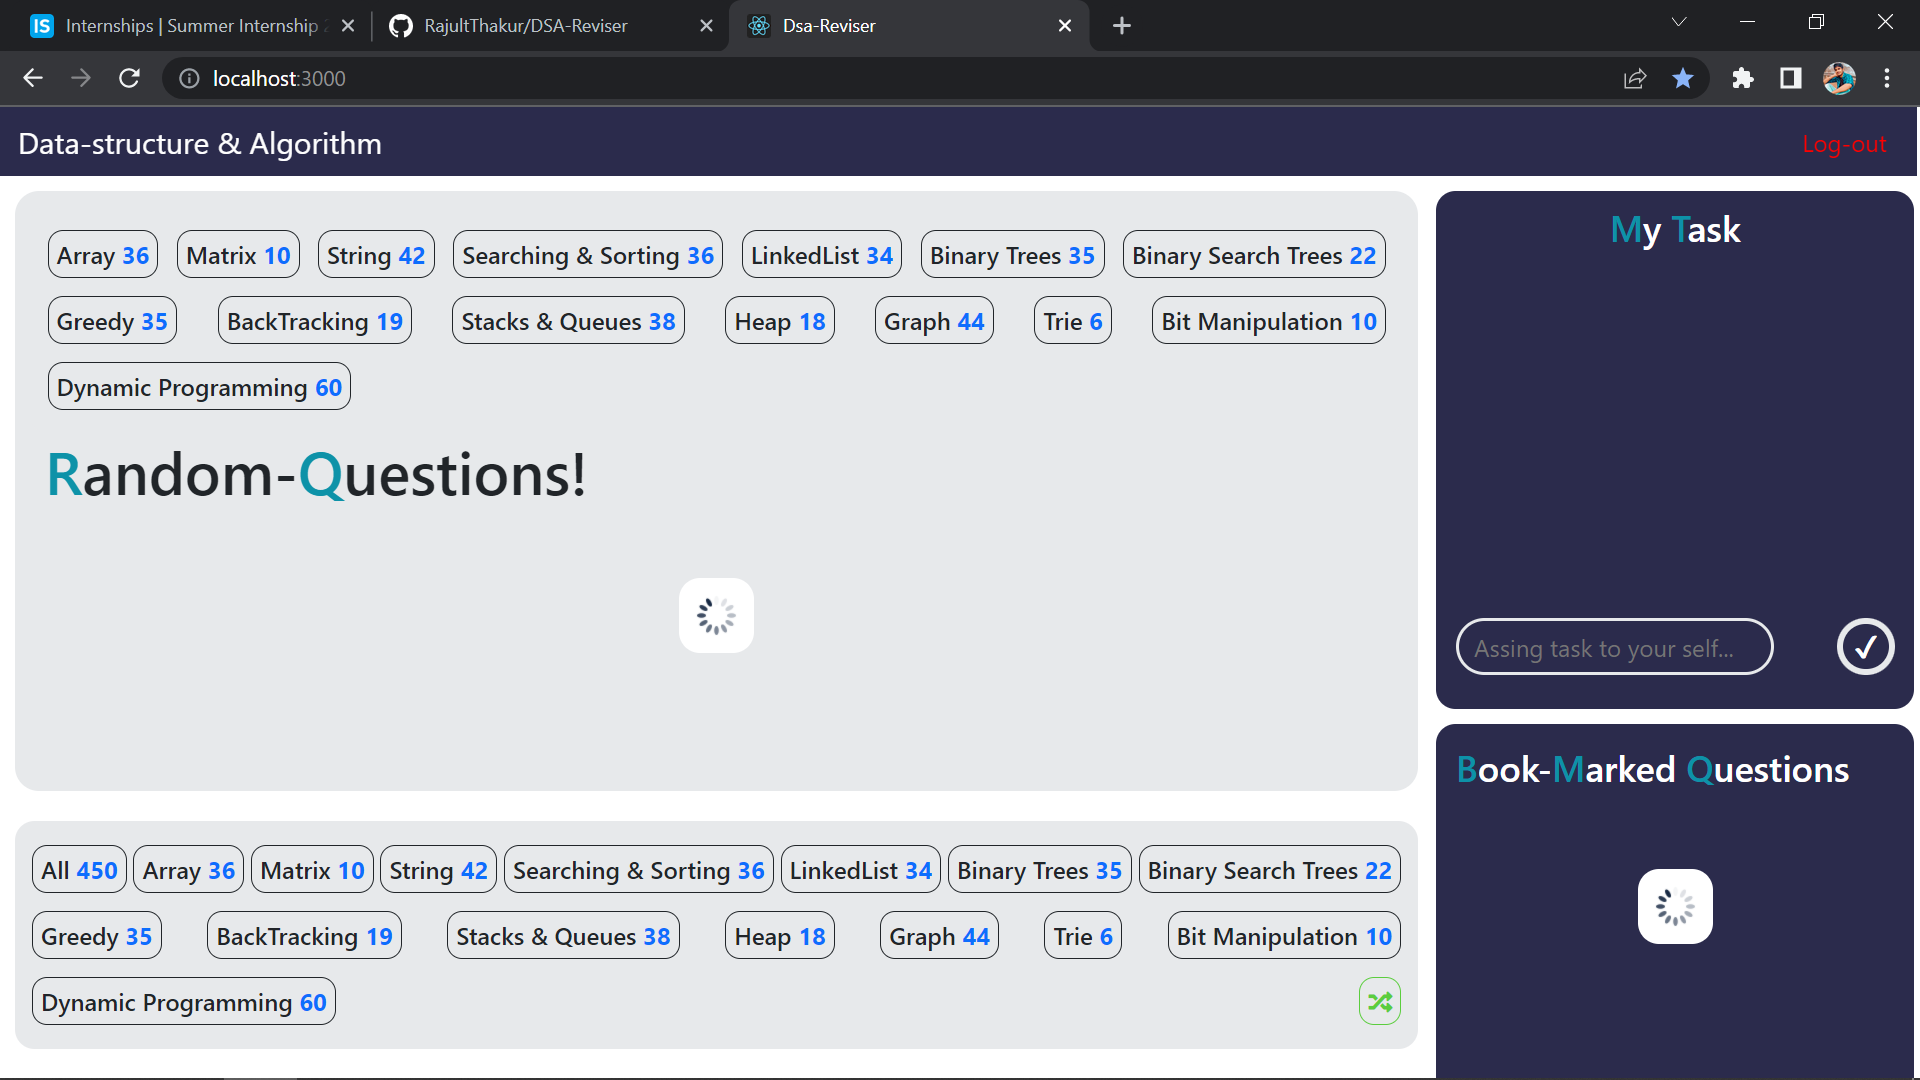 IS Internships | Summer Internship
RajultThakur/DSA-Reviser
Dsa-Reviser
localhost:3000
Data-structure & Algorithm
Log-out
Array 36 Matrix 10 String 42 Searching & Sorting 36 LinkedList 34 Binary Trees 35 Binary Search Trees 22
Greedy 35 BackTracking 19 Stacks & Queues 38 Heap 18 Graph 44 Trie 6 Bit Manipulation 10
Dynamic Programming 60
Random-Questions!
My Task
Assing task to your self...
Book-Marked Questions
All 450 Array 36 Matrix 10 String 42 Searching & Sorting 36 LinkedList 34 Binary Trees 35 Binary Search Trees 22
Greedy 35 BackTracking 19 Stacks & Queues 38 Heap 18 Graph 44 Trie 6 Bit Manipulation 10
Dynamic Programming 60